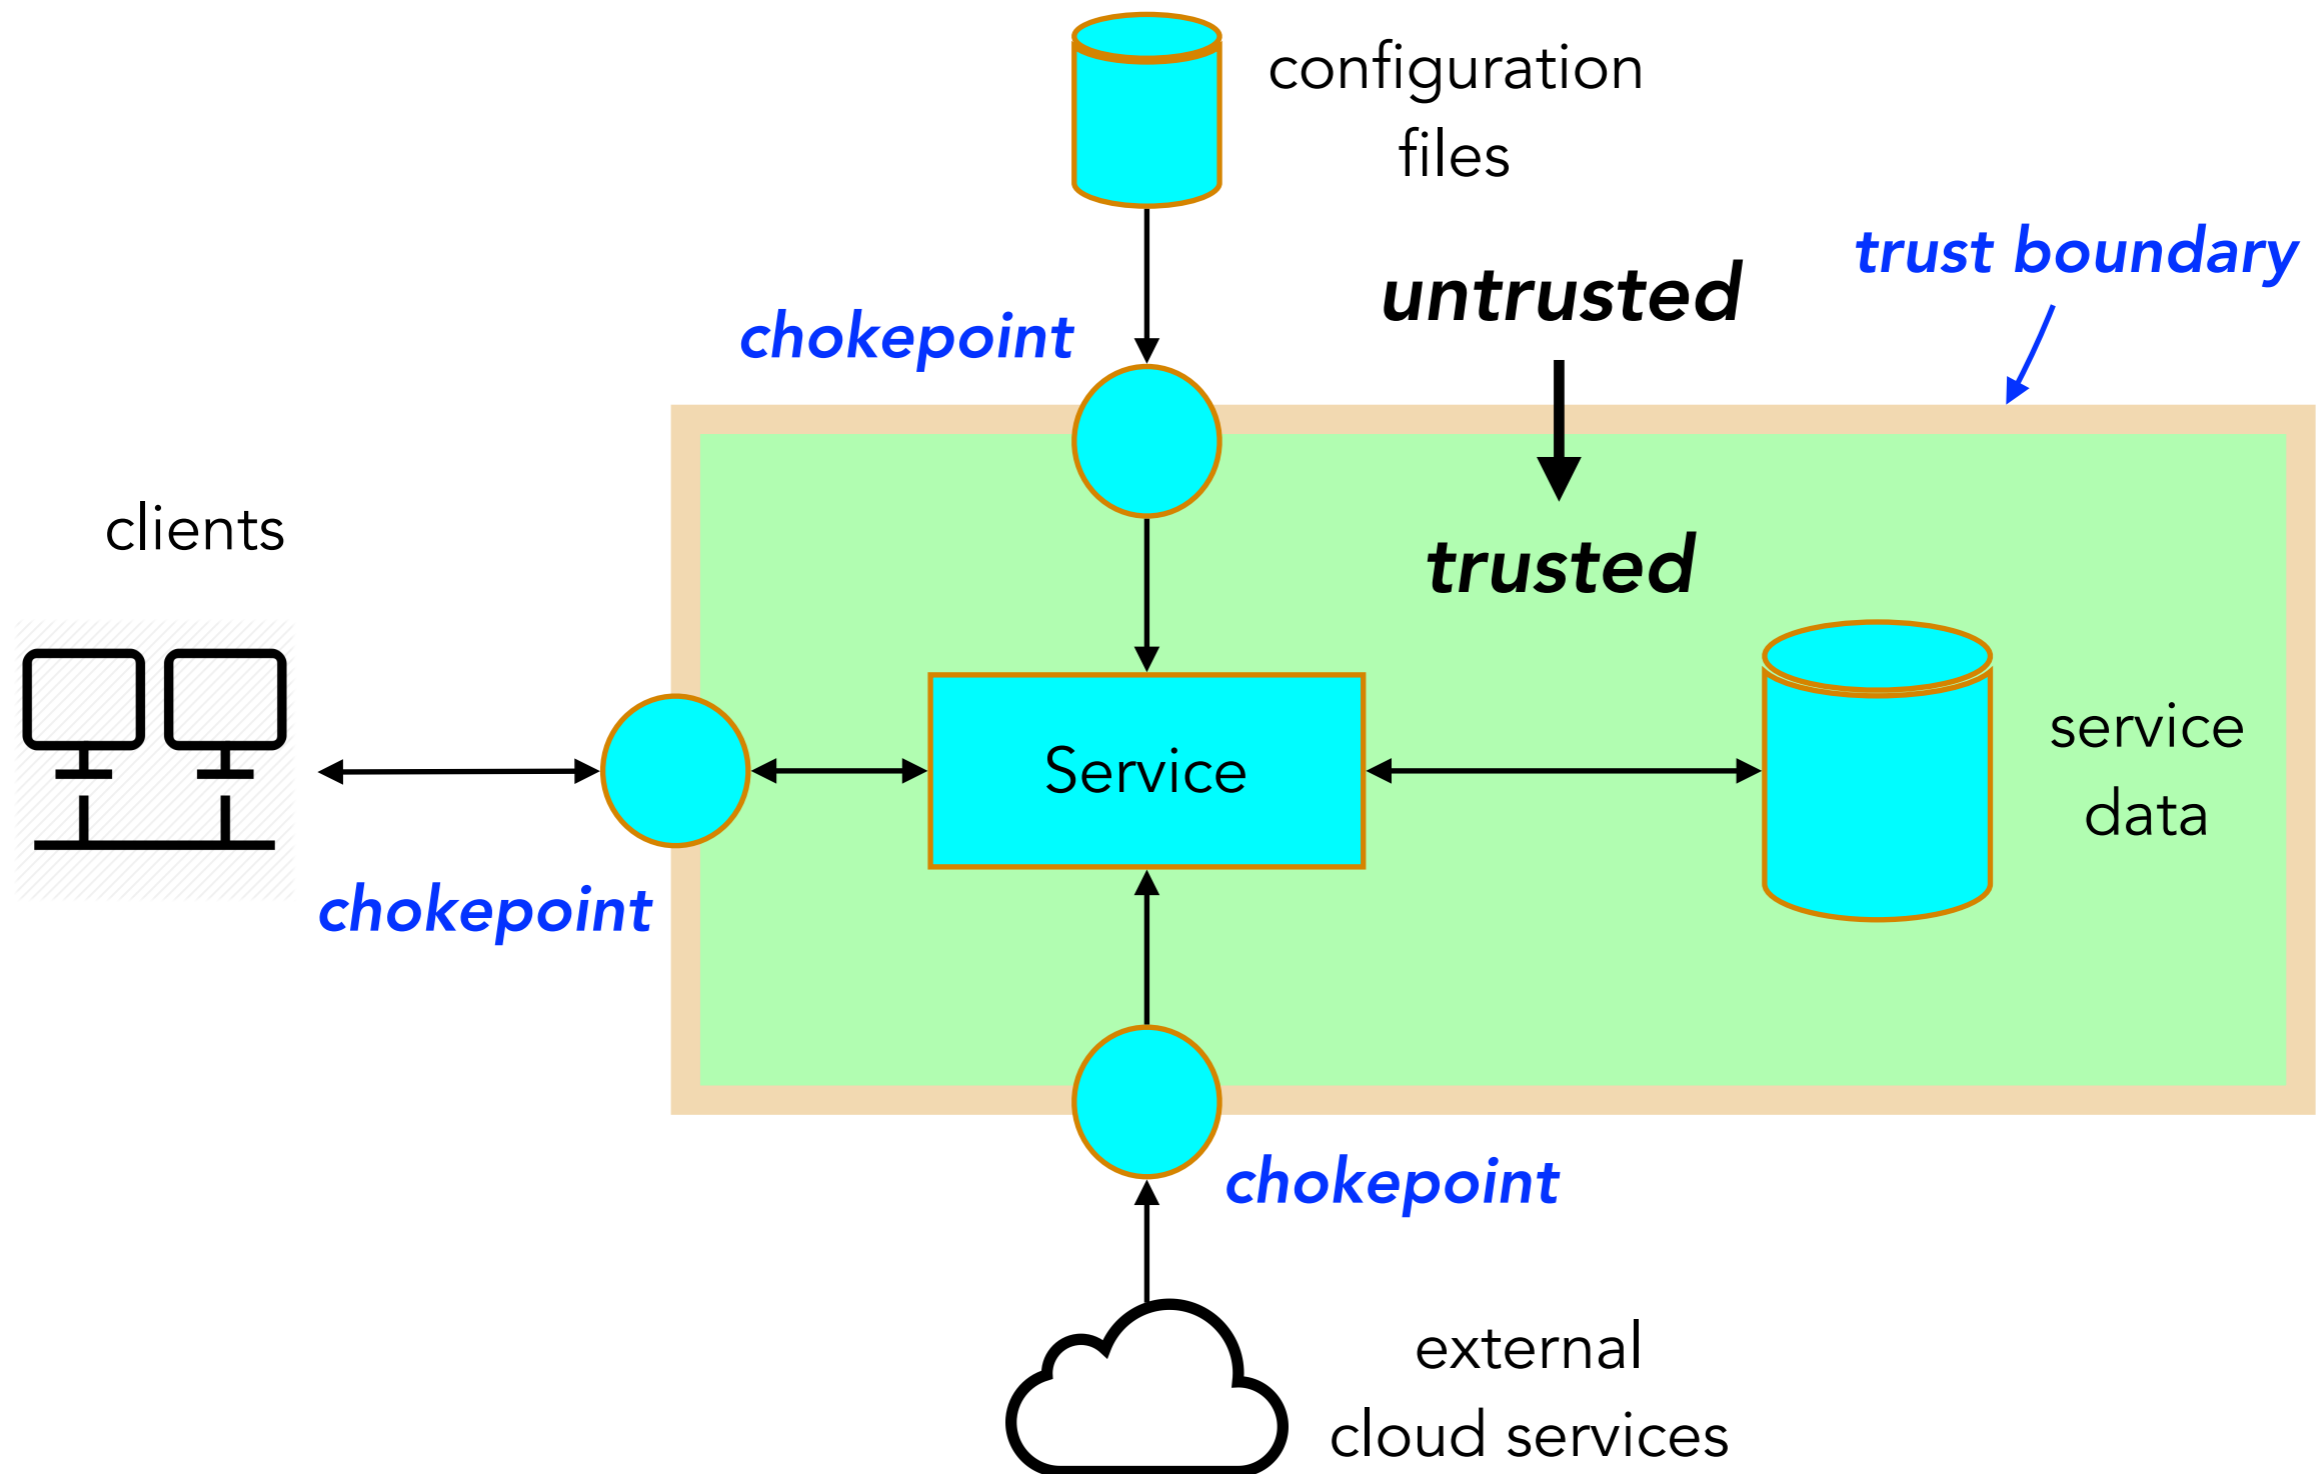 configuration
files
trust boundary
untrusted
chokepoint
clients
trusted
Service
service
data
chokepoint
chokepoint
external
cloud services